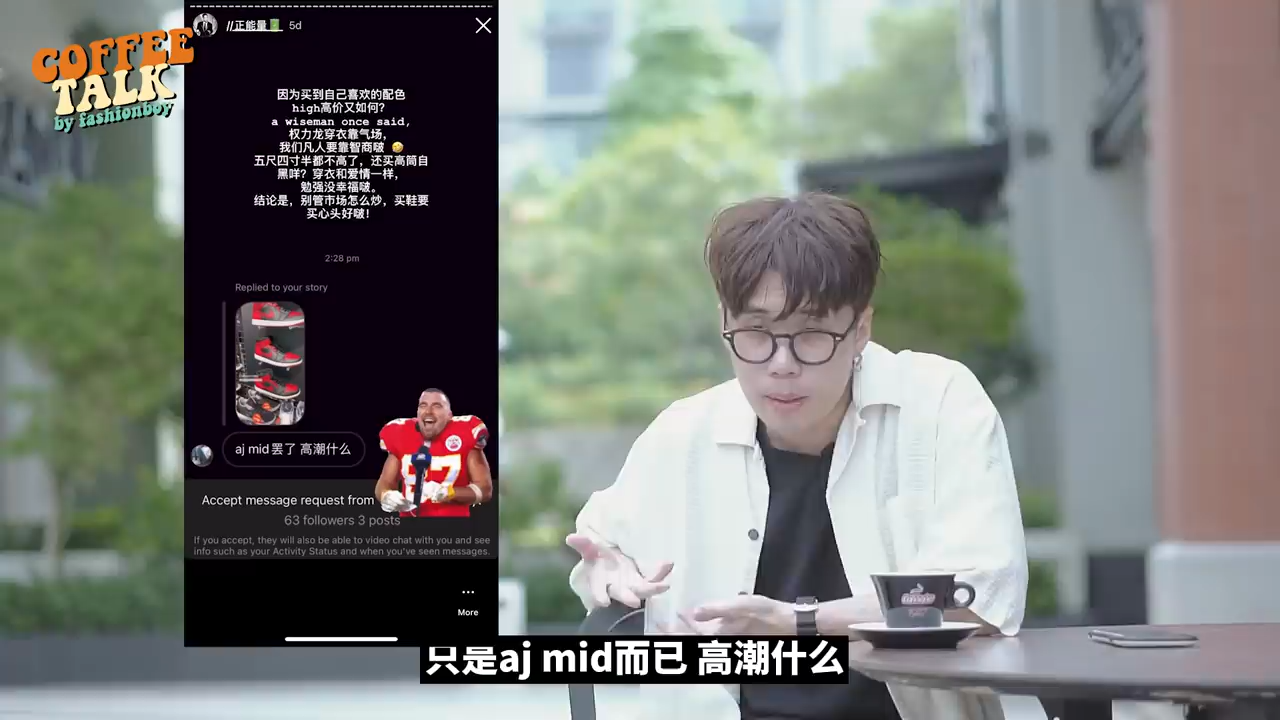 COFFEE
TALK
by fashionboy
//正能量🔋 5d
因为买到自己喜欢的配色
high高价又如何?
a wiseman once said,
权力龙穿衣靠气场,
我们凡人要靠智商啵 🤣
五尺四寸半都不高了, 还买高筒自
黑咩? 穿衣和爱情一样,
勉强没幸福啵。
结论是, 别管市场怎么炒, 买鞋要
买心头好啵!
2:28 pm
Replied to your story
aj mid罢了 高潮什么
Accept message request from
63 followers 3 posts
If you accept, they will also be able to video chat with you and see
info such as your Activity Status and when you've seen messages.
More
87
只是aj mid而已 高潮什么